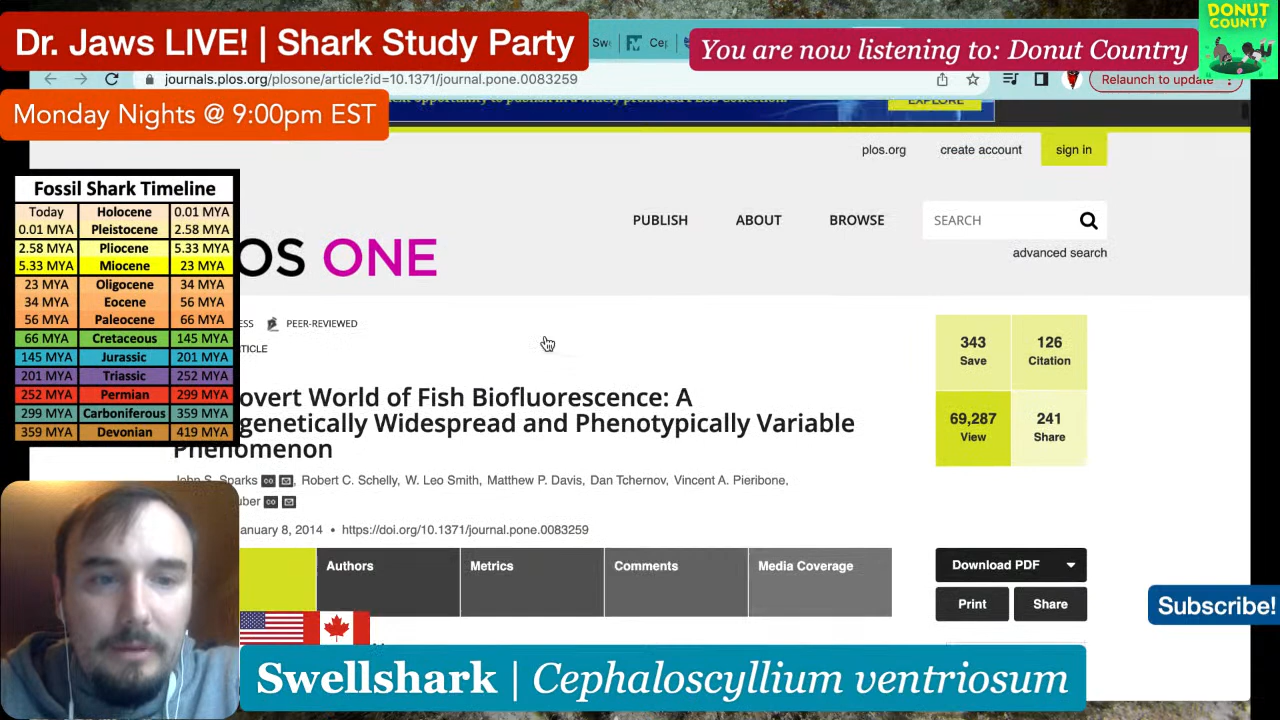 Dr. Jaws LIVE! | Shark Study Party
You are now listening to: Donut Country
DONUT
COUNTY
journals.plos.org/plosone/article?id=10.1371/journal.pone.0083259
Relaunch to update
Monday Nights @ 9:00pm EST
EXPLORE
plos.org
create account
sign in
Fossil Shark Timeline
Today Holocene 0.01 MYA
0.01 MYA Pleistocene 2.58 MYA
2.58 MYA Pliocene 5.33 MYA
5.33 MYA Miocene 23 MYA
23 MYA Oligocene 34 MYA
34 MYA Eocene 56 MYA
56 MYA Paleocene 66 MYA
66 MYA Cretaceous 145 MYA
145 MYA Jurassic 201 MYA
201 MYA Triassic 252 MYA
252 MYA Permian 299 MYA
299 MYA Carboniferous 359 MYA
359 MYA Devonian 419 MYA
PUBLISH
ABOUT
BROWSE
SEARCH
advanced search
OS ONE
ESS PEER-REVIEWED
TICLE
overt World of Fish Biofluorescence: A
genetically Widespread and Phenotypically Variable
Phenomenon
John S. Sparks, Robert C. Schelly, W. Leo Smith, Matthew P. Davis, Dan Tchernov, Vincent A. Pieribone,
uber
anuary 8, 2014 • https://doi.org/10.1371/journal.pone.0083259
343
Save
126
Citation
69,287
View
241
Share
Authors
Metrics
Comments
Media Coverage
Download PDF
Print
Share
Subscribe!
Swellshark | Cephaloscyllium ventriosum